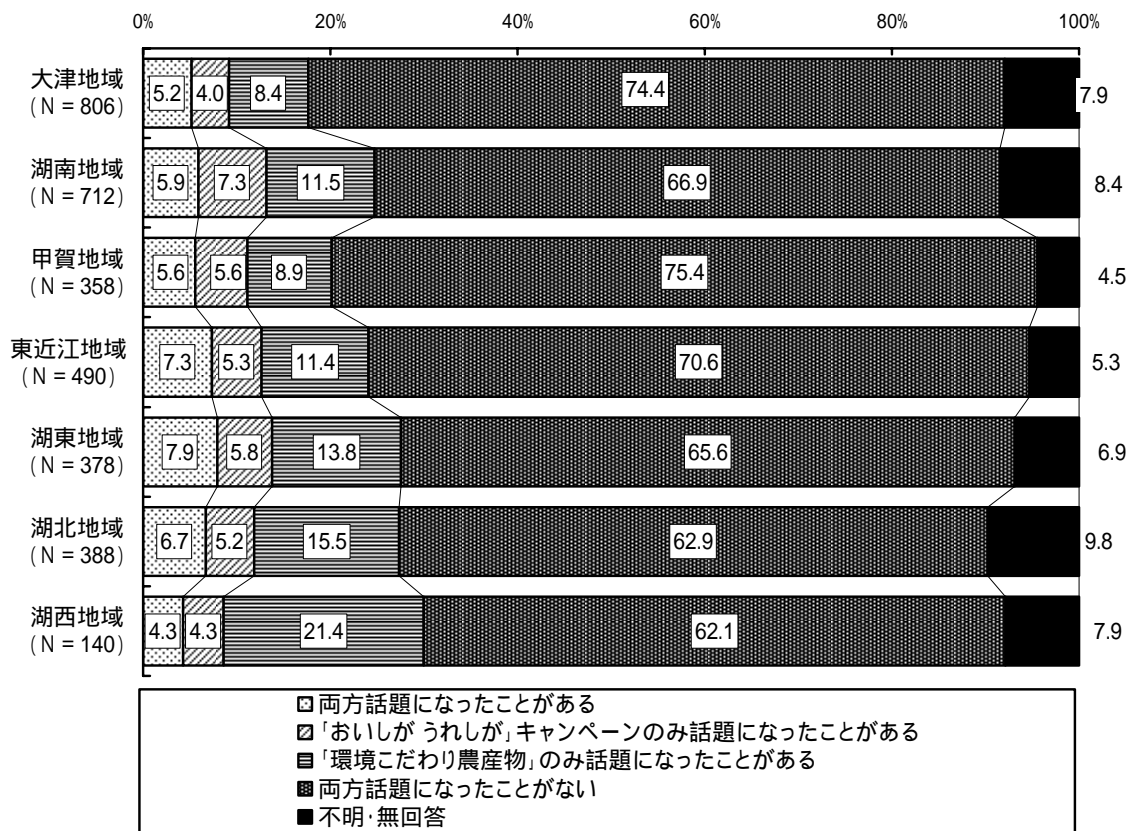 0% 20% 40% 60% 80% 100%
大津地域
(N = 806)
5.2 4.0 8.4 74.4 7.9
湖南地域
(N = 712)
5.9 7.3 11.5 66.9 8.4
甲賀地域
(N = 358)
5.6 5.6 8.9 75.4 4.5
東近江地域
(N = 490)
7.3 5.3 11.4 70.6 5.3
湖東地域
(N = 378)
7.9 5.8 13.8 65.6 6.9
湖北地域
(N = 388)
6.7 5.2 15.5 62.9 9.8
湖西地域
(N = 140)
4.3 4.3 21.4 62.1 7.9
両方話題になったことがある
「おいしが うれしが」キャンペーンのみ話題になったことがある
「環境こだわり農産物」のみ話題になったことがある
両方話題になったことがない
不明・無回答